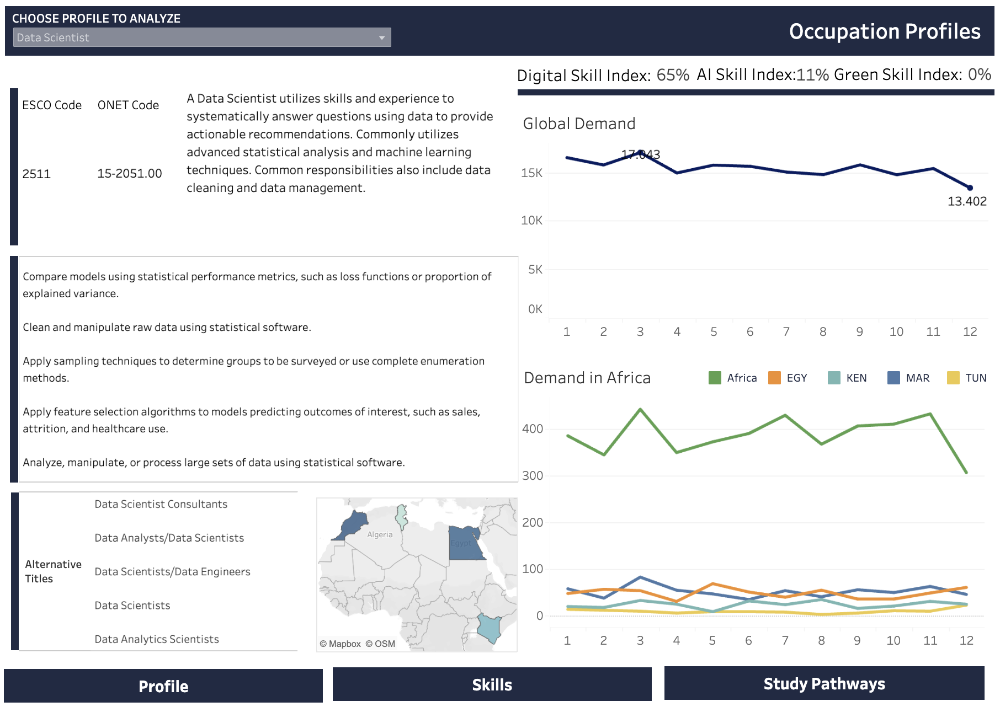 CHOOSE PROFILE TO ANALYZE
Data Scientist
Occupation Profiles
Digital Skill Index: 65% AI Skill Index:11% Green Skill Index: 0%
ESCO Code ONET Code
2511 15-2051.00
A Data Scientist utilizes skills and experience to
systematically answer questions using data to provide
actionable recommendations. Commonly utilizes
advanced statistical analysis and machine learning
techniques. Common responsibilities also include data
cleaning and data management.
Global Demand
17.043
13.402
15K
10K
5K
0K
1 2 3 4 5 6 7 8 9 10 11 12
Compare models using statistical performance metrics, such as loss functions or proportion of
explained variance.
Clean and manipulate raw data using statistical software.
Apply sampling techniques to determine groups to be surveyed or use complete enumeration
methods.
Apply feature selection algorithms to models predicting outcomes of interest, such as sales,
attrition, and healthcare use.
Analyze, manipulate, or process large sets of data using statistical software.
Demand in Africa
Africa EGY KEN MAR TUN
400
300
200
100
0
1 2 3 4 5 6 7 8 9 10 11 12
Alternative
Titles
Data Scientist Consultants
Data Analysts/Data Scientists
Data Scientists/Data Engineers
Data Scientists
Data Analytics Scientists
Algeria
Egypt
© Mapbox © OSM
Profile
Skills
Study Pathways